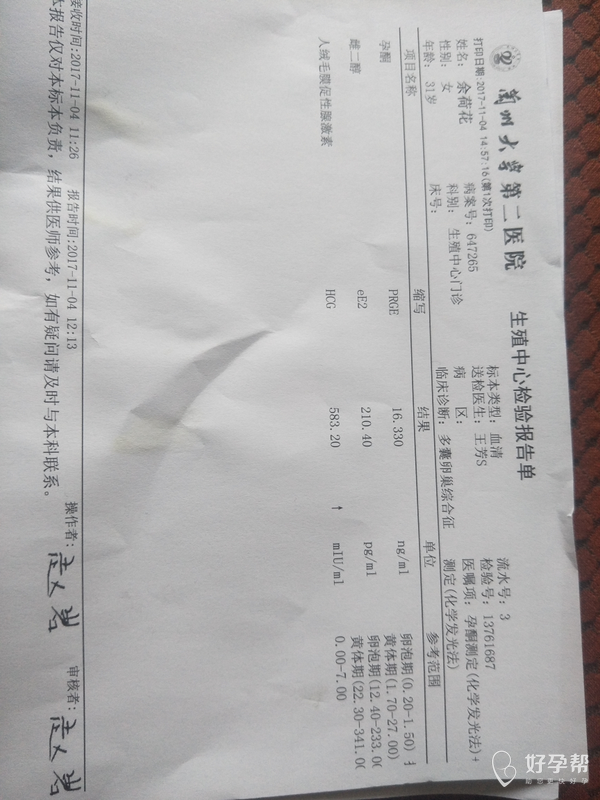 兰州大学第二医院 生殖中心检验报告单
打印日期:2017-11-04 14:57:16(第1次打印) 流水号: 3
姓名: 余荷花 病案号: 647265 标本类型: 血清 检验号: 13761687
性别: 女 科别: 生殖中心门诊 送检医生: 王芳S 医嘱项: 孕酮测定(化学发光法)+
年龄: 31岁 床号: 病 区: 测定(化学发光法)
临床诊断: 多囊卵巢综合征
项目名称 缩写 结果 单位 参考范围
孕酮 PRGE 16.330 ng/ml 卵泡期(0.20-1.50)
黄体期(1.70-27.00)
雌二醇 eE2 210.40 pg/ml 卵泡期(12.40-233.0
黄体期(22.30-341.0
人绒毛膜促性腺激素 HCG 583.20 ↑ mIU/ml 0.00-7.00
接收时间:2017-11-04 11:26 报告时间:2017-11-04 12:13 操作者: 审核者:
本报告仅对本标本负责，结果供医师参考，如有疑问请及时与本科联系。
好孕帮